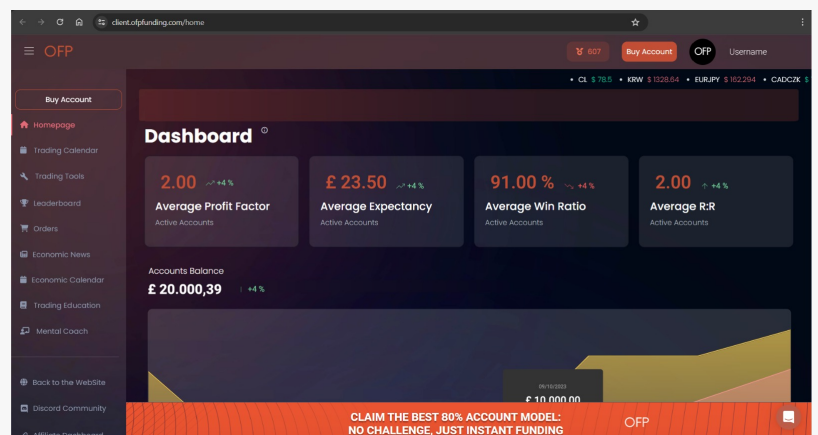 client.ofpfunding.com/home
OFP
607
Buy Account
OFP
Username
• CL $ 78.5 • KRW $ 1328.64 • EURJPY $ 162.294 • CADCZK $
Buy Account
Homepage
Trading Calendar
Trading Tools
Leaderboard
Orders
Economic News
Economic Calendar
Trading Education
Mental Coach
Back to the WebSite
Discord Community
Affiliate Dashboard
Dashboard
2.00 +4 %
Average Profit Factor
Active Accounts
£ 23.50 +4 %
Average Expectancy
Active Accounts
91.00 % +4 %
Average Win Ratio
Active Accounts
2.00 +4 %
Average R:R
Active Accounts
Accounts Balance
£ 20.000,39 +4 %
09/10/2023
£ 10,000.00
CLAIM THE BEST 80% ACCOUNT MODEL:
NO CHALLENGE, JUST INSTANT FUNDING
OFP